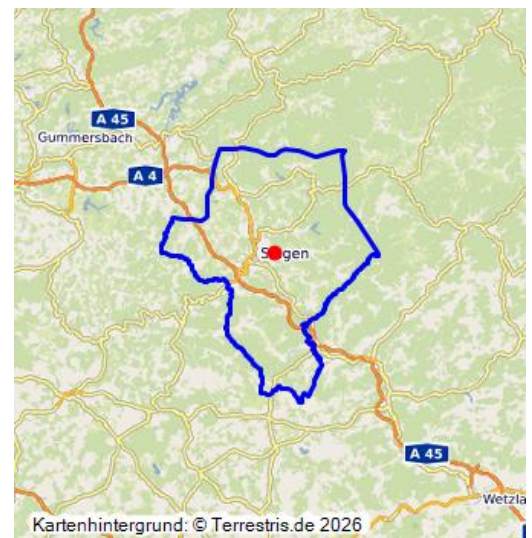 A 45
Gummersbach
A 4
A 45
Wetzla
Kartenhintergrund: © Terrestris.de 2026